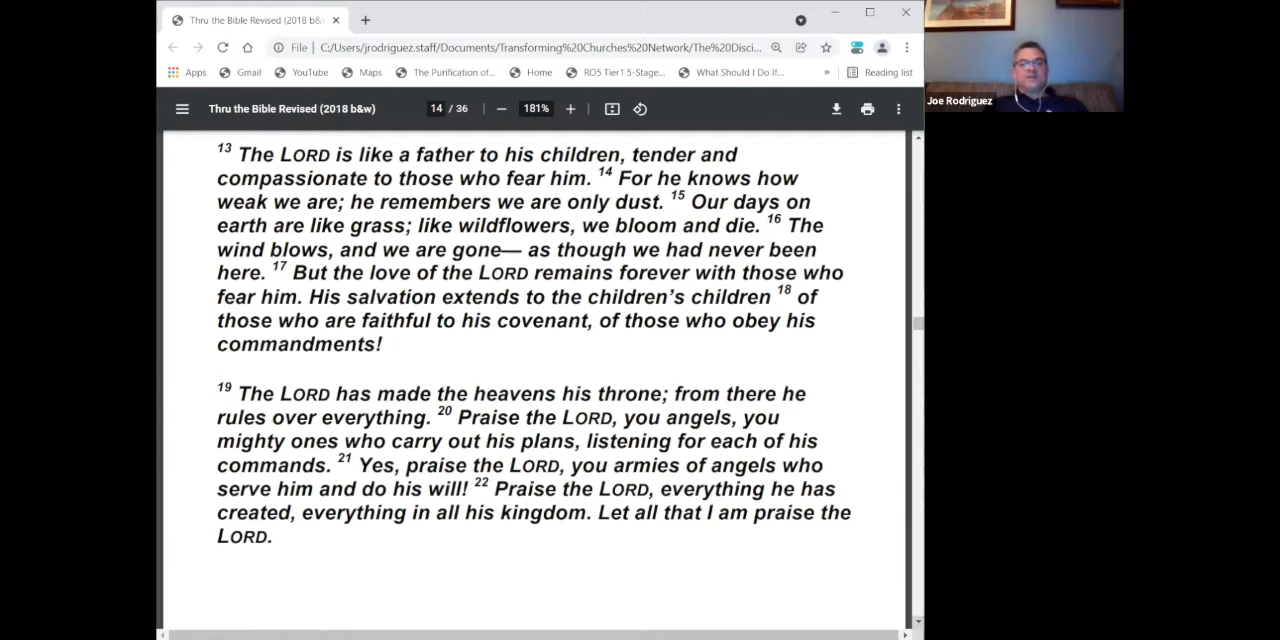 Thru the Bible Revised (2018 b&w)
File | C:/Users/jrodriguez.staff/Documents/Transforming%20Churches%20Network/The%20Disci...
Apps Gmail YouTube Maps The Purification of... Home RO5 Tier1 5-Stage... What Should I Do If... » Reading list
Thru the Bible Revised (2018 b&w) 14 / 36 — 181% +
Joe Rodriguez
13 The LORD is like a father to his children, tender and
compassionate to those who fear him. 14 For he knows how
weak we are; he remembers we are only dust. 15 Our days on
earth are like grass; like wildflowers, we bloom and die. 16 The
wind blows, and we are gone— as though we had never been
here. 17 But the love of the LORD remains forever with those who
fear him. His salvation extends to the children's children 18 of
those who are faithful to his covenant, of those who obey his
commandments!
19 The LORD has made the heavens his throne; from there he
rules over everything. 20 Praise the LORD, you angels, you
mighty ones who carry out his plans, listening for each of his
commands. 21 Yes, praise the LORD, you armies of angels who
serve him and do his will! 22 Praise the LORD, everything he has
created, everything in all his kingdom. Let all that I am praise the
LORD.